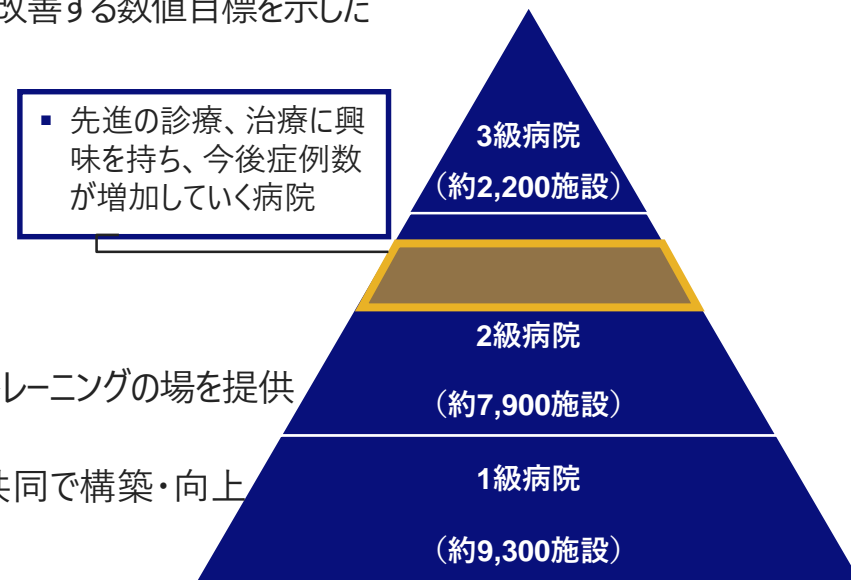 改善する数値目標を示した
▪ 先進の診療、治療に興
味を持ち、今後症例数
が増加していく病院
3級病院
（約2,200施設）
2級病院
（約7,900施設）
レーニングの場を提供
共同で構築・向上
1級病院
（約9,300施設）